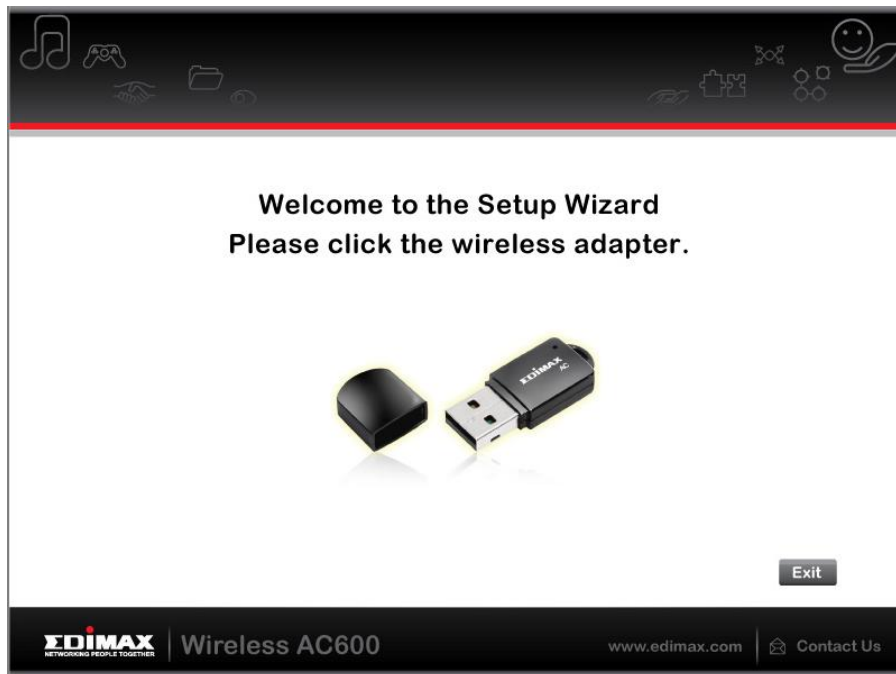 Welcome to the Setup Wizard
Please click the wireless adapter.
EDIMAX
AC
Exit
EDIMAX
NETWORKING PEOPLE TOGETHER
Wireless AC600
www.edimax.com
Contact Us